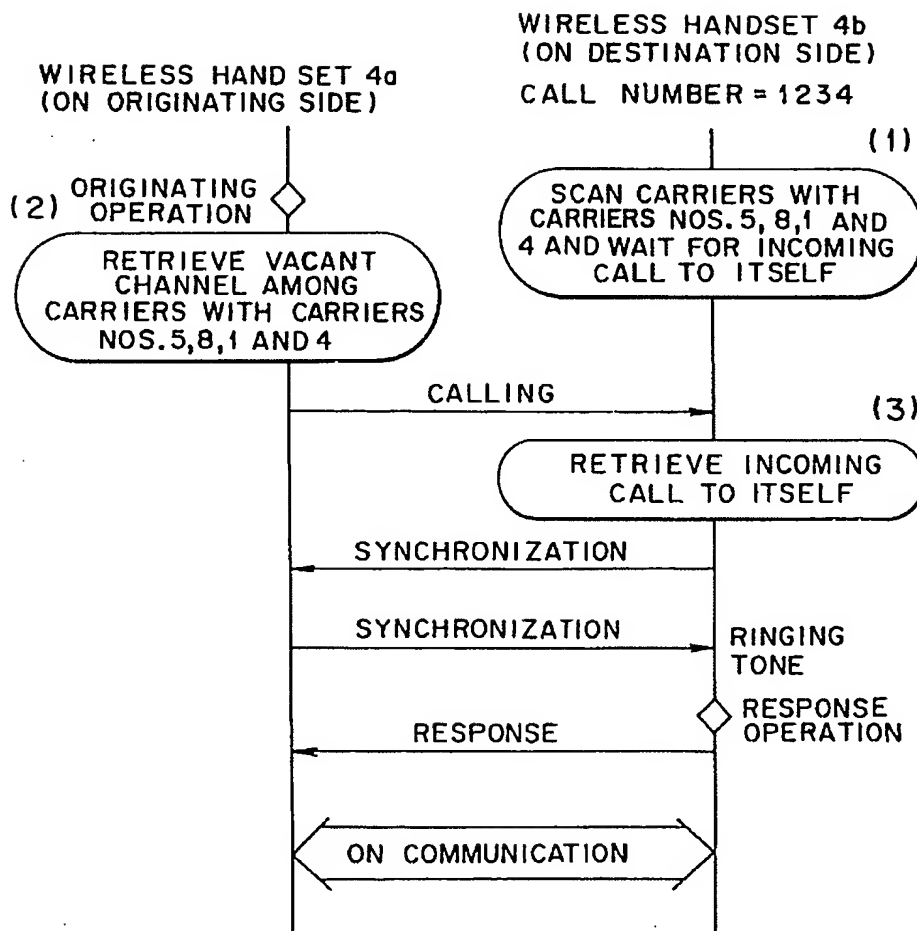 WIRELESS HANDSET 4b
(ON DESTINATION SIDE)
WIRELESS HAND SET 4a
(ON ORIGINATING SIDE)
CALL NUMBER = 1234
(1)
(2) ORIGINATING
OPERATION
SCAN CARRIERS WITH
CARRIERS NOS. 5, 8, 1 AND
4 AND WAIT FOR INCOMING
CALL TO ITSELF
RETRIEVE VACANT
CHANNEL AMONG
CARRIERS WITH CARRIERS
NOS. 5,8,1 AND 4
CALLING
(3)
RETRIEVE INCOMING
CALL TO ITSELF
SYNCHRONIZATION
SYNCHRONIZATION
RINGING
TONE
RESPONSE
OPERATION
RESPONSE
ON COMMUNICATION